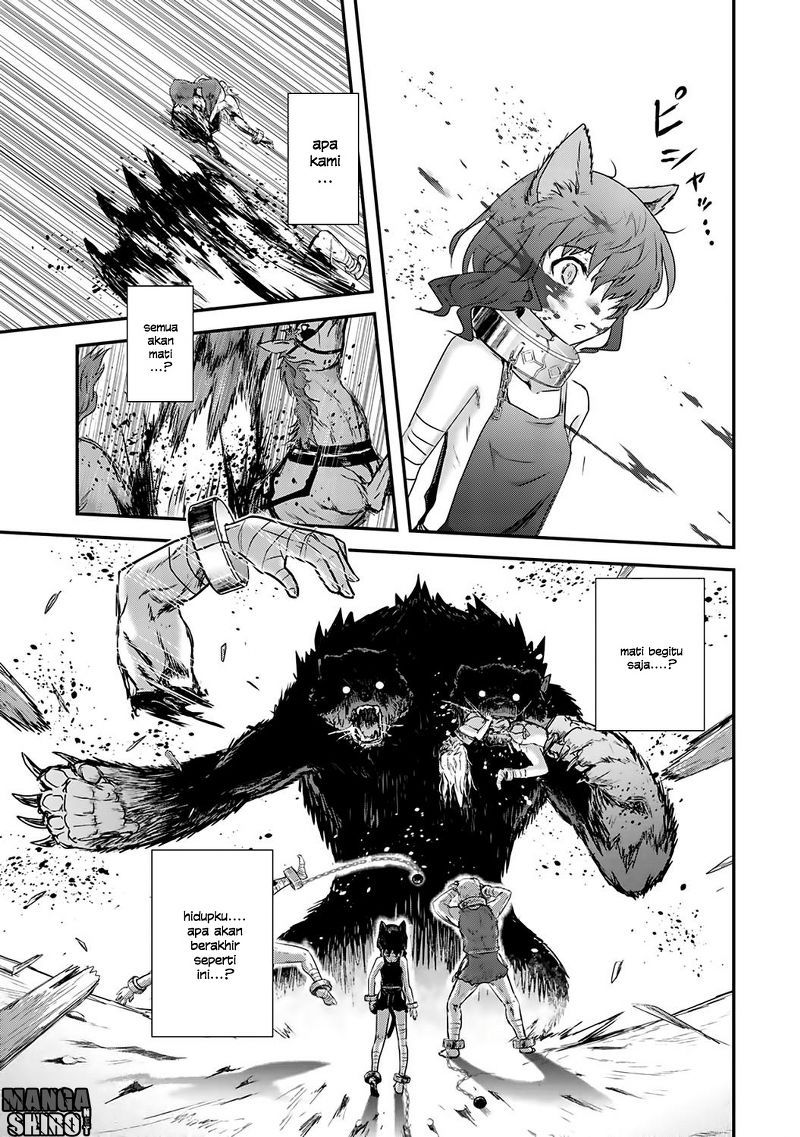 ピシャッ…
apa
kami
...
semua
akan
mati
....?
mati begitu
saja....?
hidupku....
apa akan
berakhir
seperti
ini...?
MANGA
SHIRO
NET